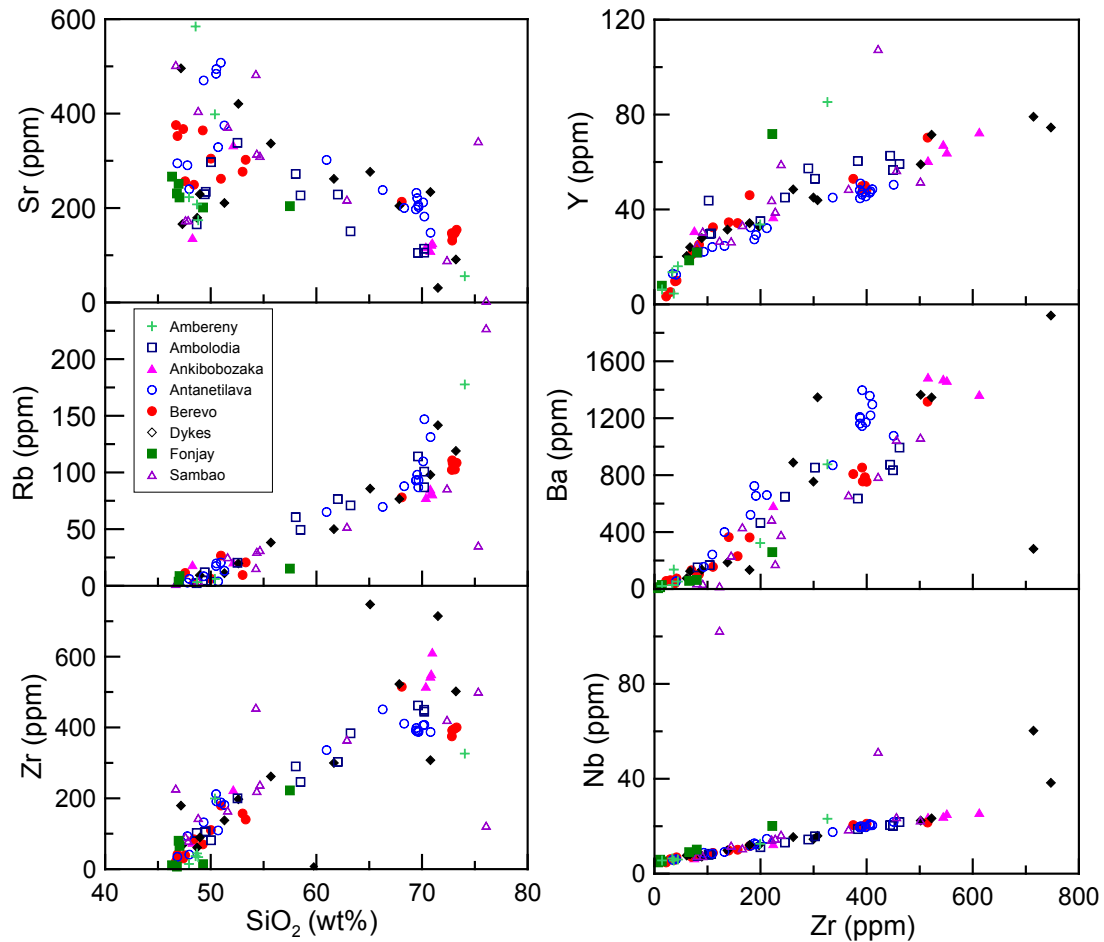 600
400
200
0
Sr (ppm)
120
80
40
0
Y (ppm)
Ambereny
Ambolodia
Ankibobozaka
Antanetilava
Berevo
Dykes
Fonjay
Sambao
200
150
100
50
0
Rb (ppm)
1600
1200
800
400
0
Ba (ppm)
600
400
200
0
Zr (ppm)
80
40
0
Nb (ppm)
40 50 60 70 80
SiO2 (wt%)
0 200 400 600 800
Zr (ppm)